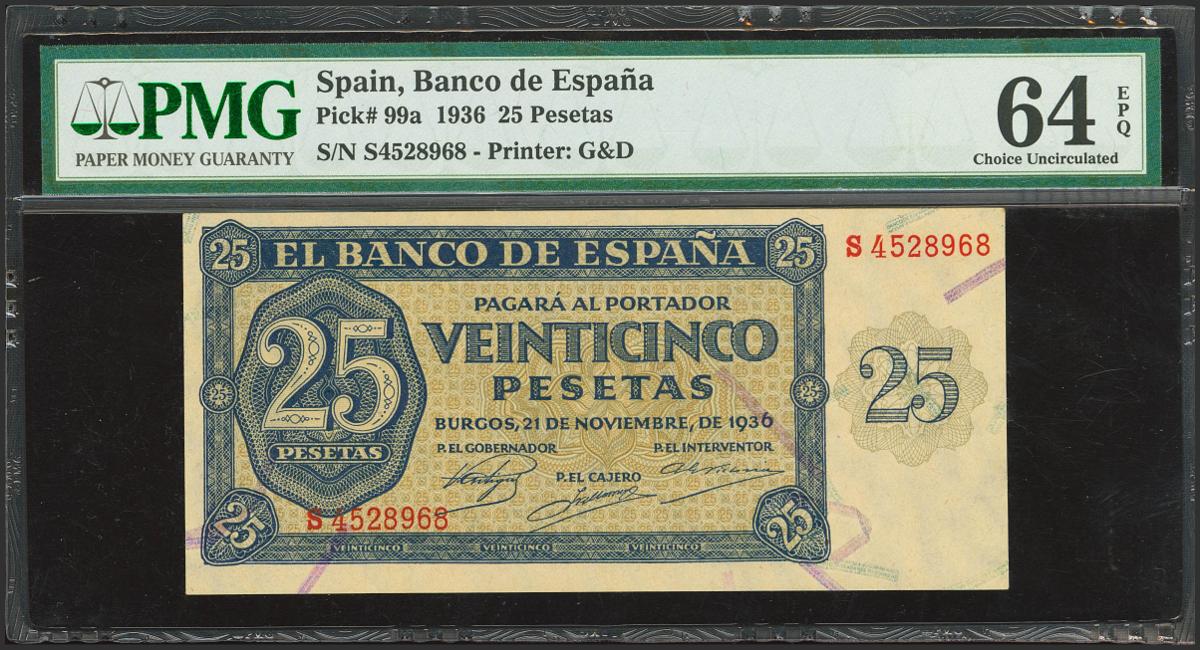 PMG
PAPER MONEY GUARANTY
Spain, Banco de España
Pick# 99a 1936 25 Pesetas
S/N S4528968 - Printer: G&D
64 EPQ
Choice Uncirculated
25 EL BANCO DE ESPAÑA 25
S 4528968
PAGARÁ AL PORTADOR
VEINTICINCO
PESETAS
25
PESETAS
25
25
25
BURGOS, 21 DE NOVIEMBRE, DE 1936
P. EL GOBERNADOR P. EL INTERVENTOR
P. EL CAJERO
S 4528968
25 25
VEINTICINCO VEINTICINCO VEINTICINCO